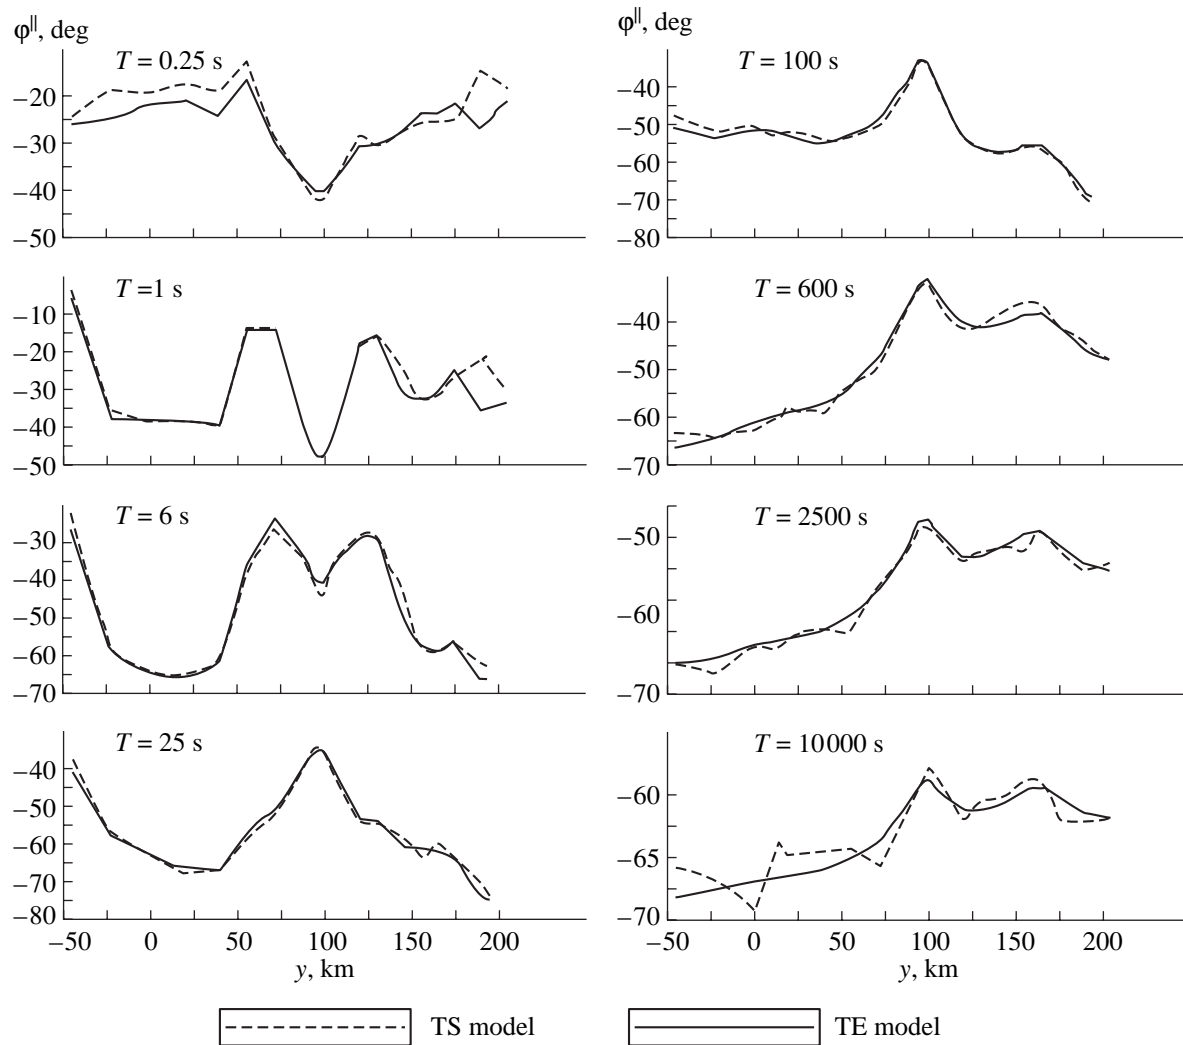 φ||, deg
T = 0.25 s
−20
−30
−40
−50
T = 1 s
−10
−20
−30
−40
−50
T = 6 s
−30
−40
−50
−60
−70
T = 25 s
−40
−50
−60
−70
−80
−50 0 50 100 150 200
y, km
φ||, deg
T = 100 s
−40
−50
−60
−70
−80
T = 600 s
−40
−50
−60
−70
T = 2500 s
−50
−60
−70
T = 10000 s
−60
−65
−70
−50 0 50 100 150 200
y, km
TS model
TE model